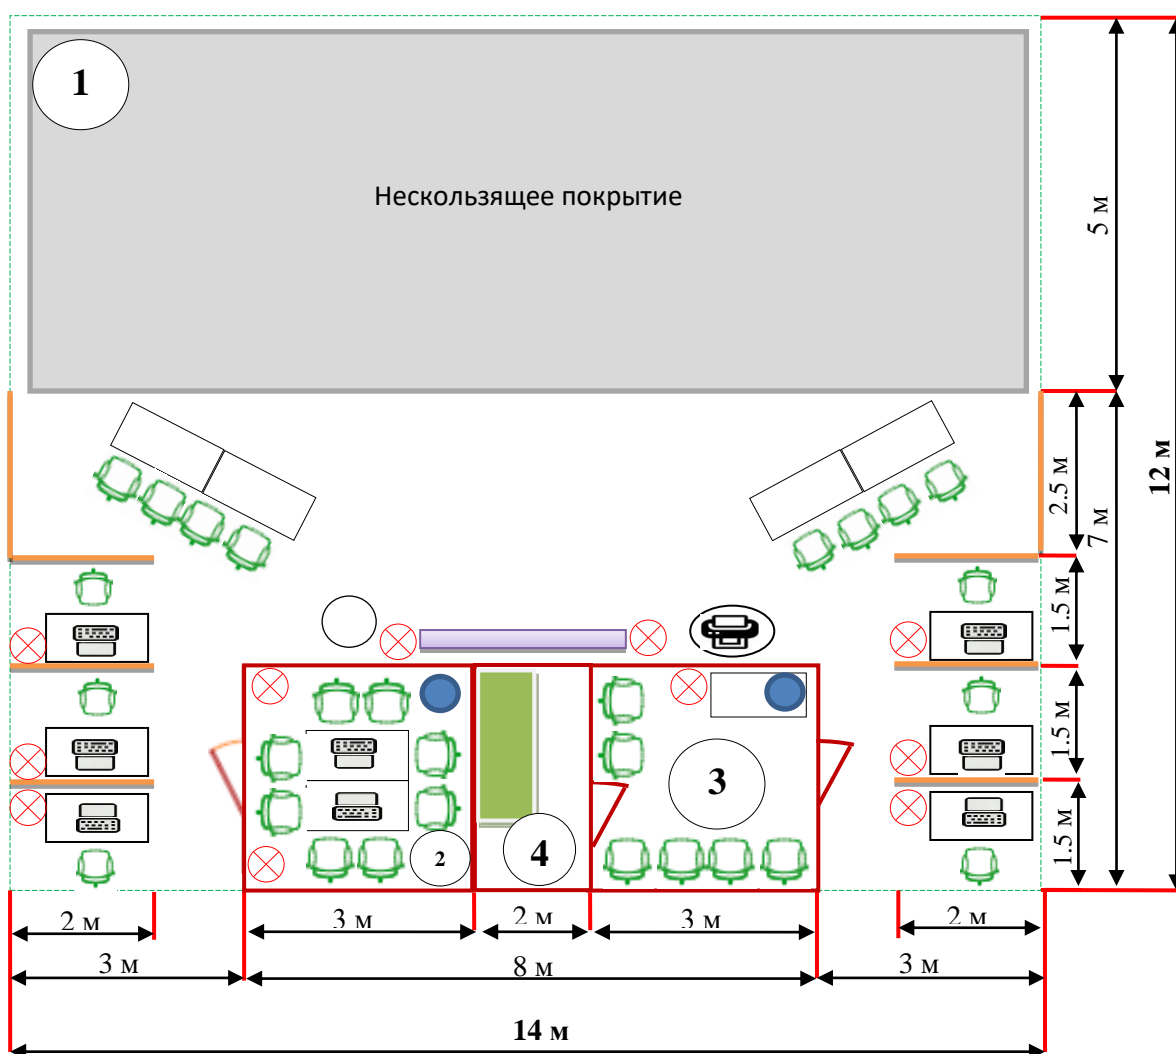 1
Нескользящее покрытие
5 м
12 м
2.5 м
7 м
1.5 м
1.5 м
1.5 м
3
2
4
2 м
3 м
2 м
3 м
2 м
3 м
8 м
3 м
14 м